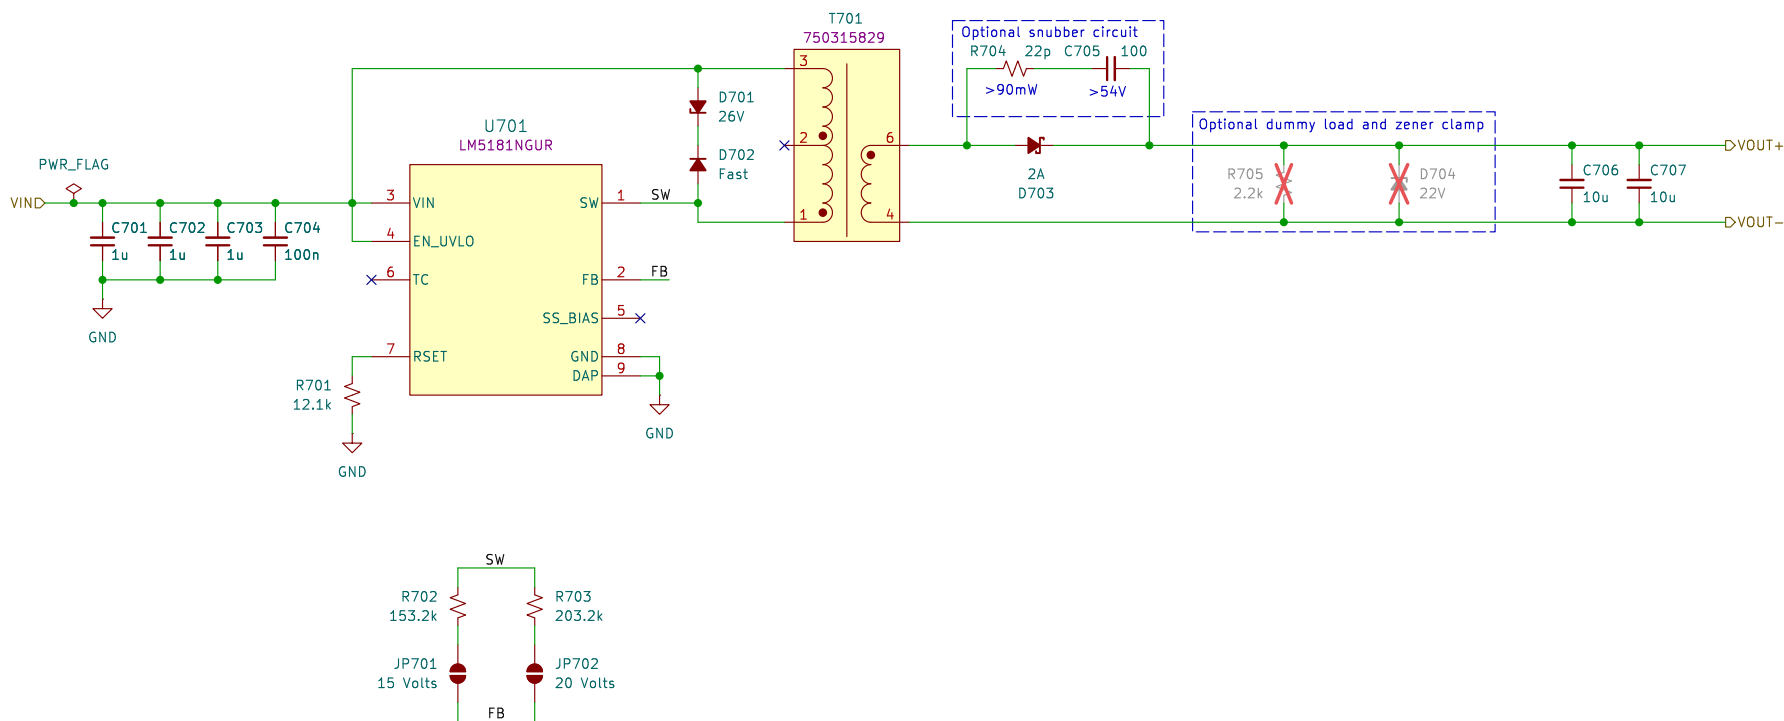 T701
750315829
Optional snubber circuit
R704 22p C705 100
>90mW >54V
3
2
1
6
4
D701
26V
D702
Fast
2A
D703
Optional dummy load and zener clamp
R705
2.2k
D704
22V
C706
10u
C707
10u
VOUT+
VOUT-
U701
LM5181NGUR
PWR_FLAG
VIN
C701
1u
C702
1u
C703
1u
C704
100n
GND
3 VIN
4 EN_UVLO
6 TC
7 RSET
SW 1 SW
FB 2 FB
SS_BIAS 5
GND 8
DAP 9
R701
12.1k
GND
GND
SW
R702
153.2k
R703
203.2k
JP701
15 Volts
JP702
20 Volts
FB